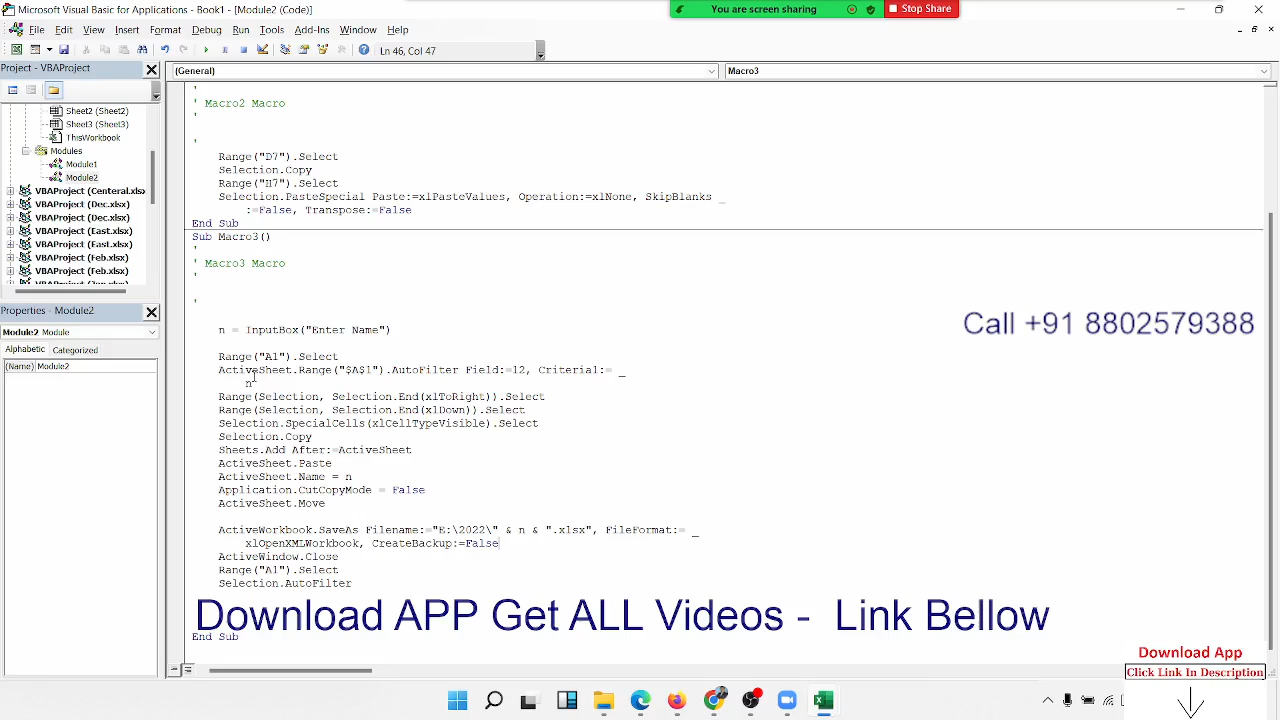 Microsoft Visual Basic for Applications - Book1 - [Module2 (Code)]
You are screen sharing
Stop Share
File Edit View Insert Format Debug Run Tools Add-Ins Window Help
Ln 46, Col 47
Project - VBAProject
(General)
Macro3
Sheet2 (Sheet2)
Sheet3 (Sheet3)
ThisWorkbook
Modules
Module1
Module2
VBAProject (Centeral.xlsx
VBAProject (Dec.xlsx)
VBAProject (East.xlsx)
VBAProject (East.xlsx)
VBAProject (Feb.xlsx)
VBAProject (Feb.xlsx)
Properties - Module2
Module2 Module
Alphabetic Categorized
(Name) Module2
'
' Macro2 Macro
'
'
Range("D7").Select
Selection.Copy
Range("H7").Select
Selection.PasteSpecial Paste:=xlPasteValues, Operation:=xlNone, SkipBlanks _
:=False, Transpose:=False
End Sub
Sub Macro3()
'
' Macro3 Macro
'
'
n = InputBox("Enter Name")
Range("A1").Select
ActiveSheet.Range("$A$1").AutoFilter Field:=12, Criteria1:= _
n
Range(Selection, Selection.End(xlToRight)).Select
Range(Selection, Selection.End(xlDown)).Select
Selection.SpecialCells(xlCellTypeVisible).Select
Selection.Copy
Sheets.Add After:=ActiveSheet
ActiveSheet.Paste
ActiveSheet.Name = n
Application.CutCopyMode = False
ActiveSheet.Move
ActiveWorkbook.SaveAs Filename:="E:\2022\" & n & ".xlsx", FileFormat:= _
xlOpenXMLWorkbook, CreateBackup:=False
ActiveWindow.Close
Range("A1").Select
Selection.AutoFilter
End Sub
Call +91 8802579388
Download APP Get ALL Videos - Link Bellow
Download App
Click Link In Description